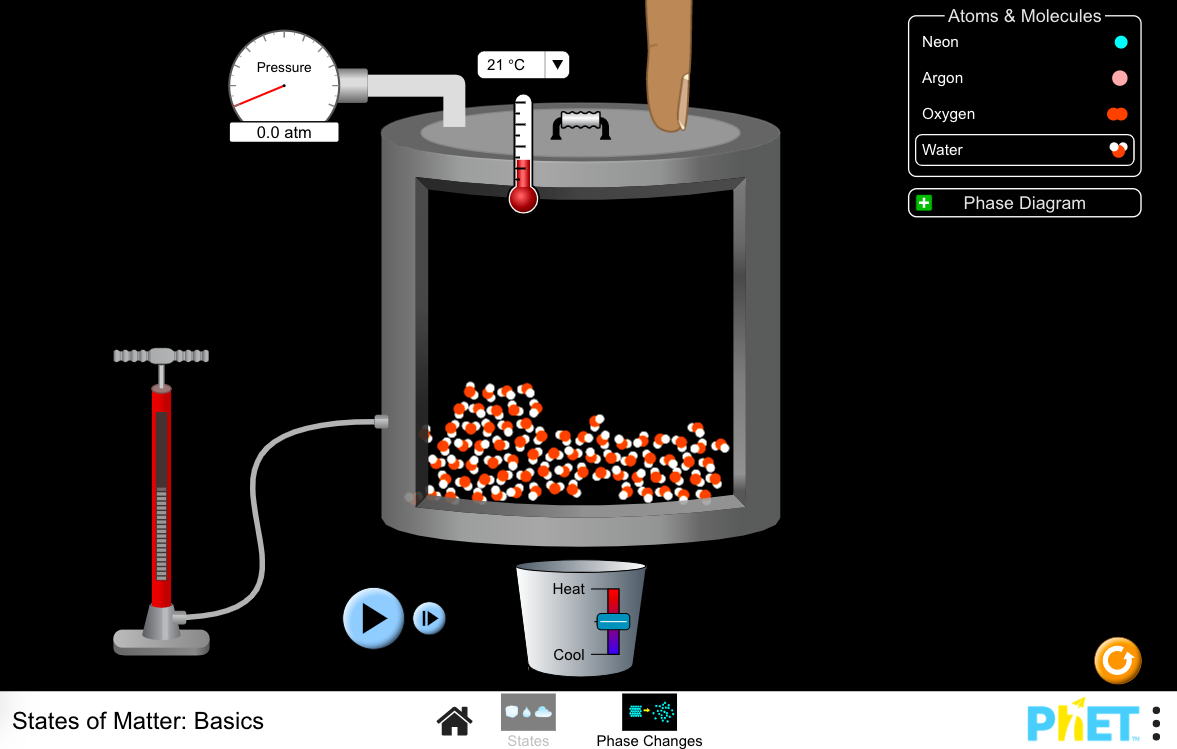 Atoms & Molecules
Neon
Argon
Oxygen
Water
Phase Diagram
Pressure
0.0 atm
21 °C
Heat
Cool
States of Matter: Basics
States
Phase Changes
PhET™